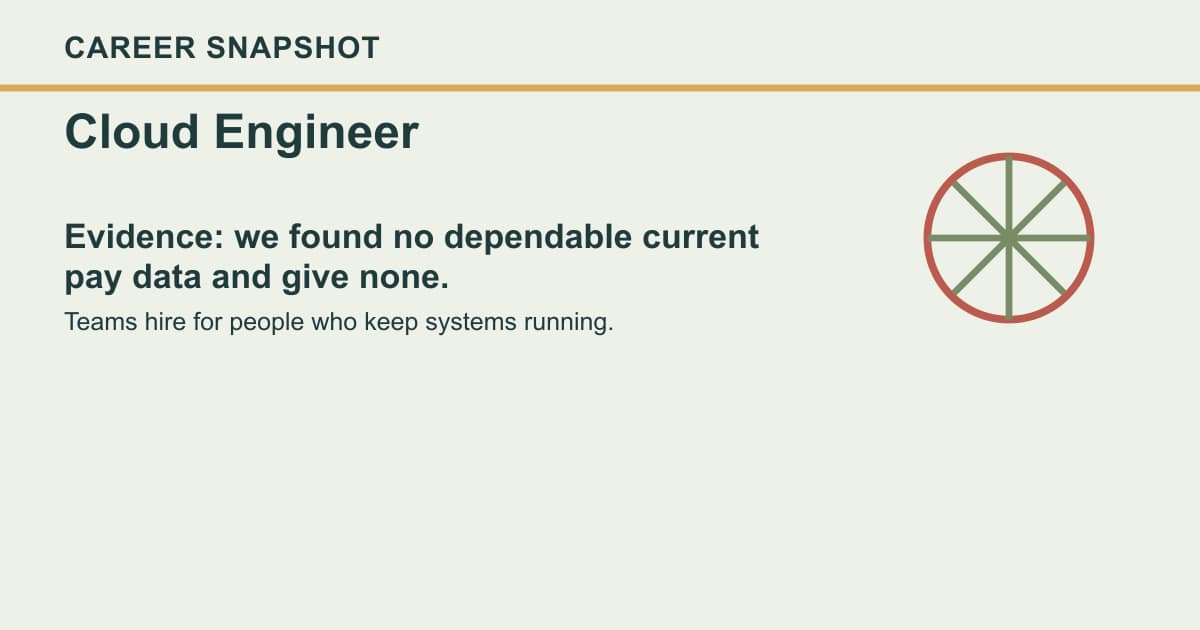 CAREER SNAPSHOT
Cloud Engineer
Evidence: we found no dependable current
pay data and give none.
Teams hire for people who keep systems running.